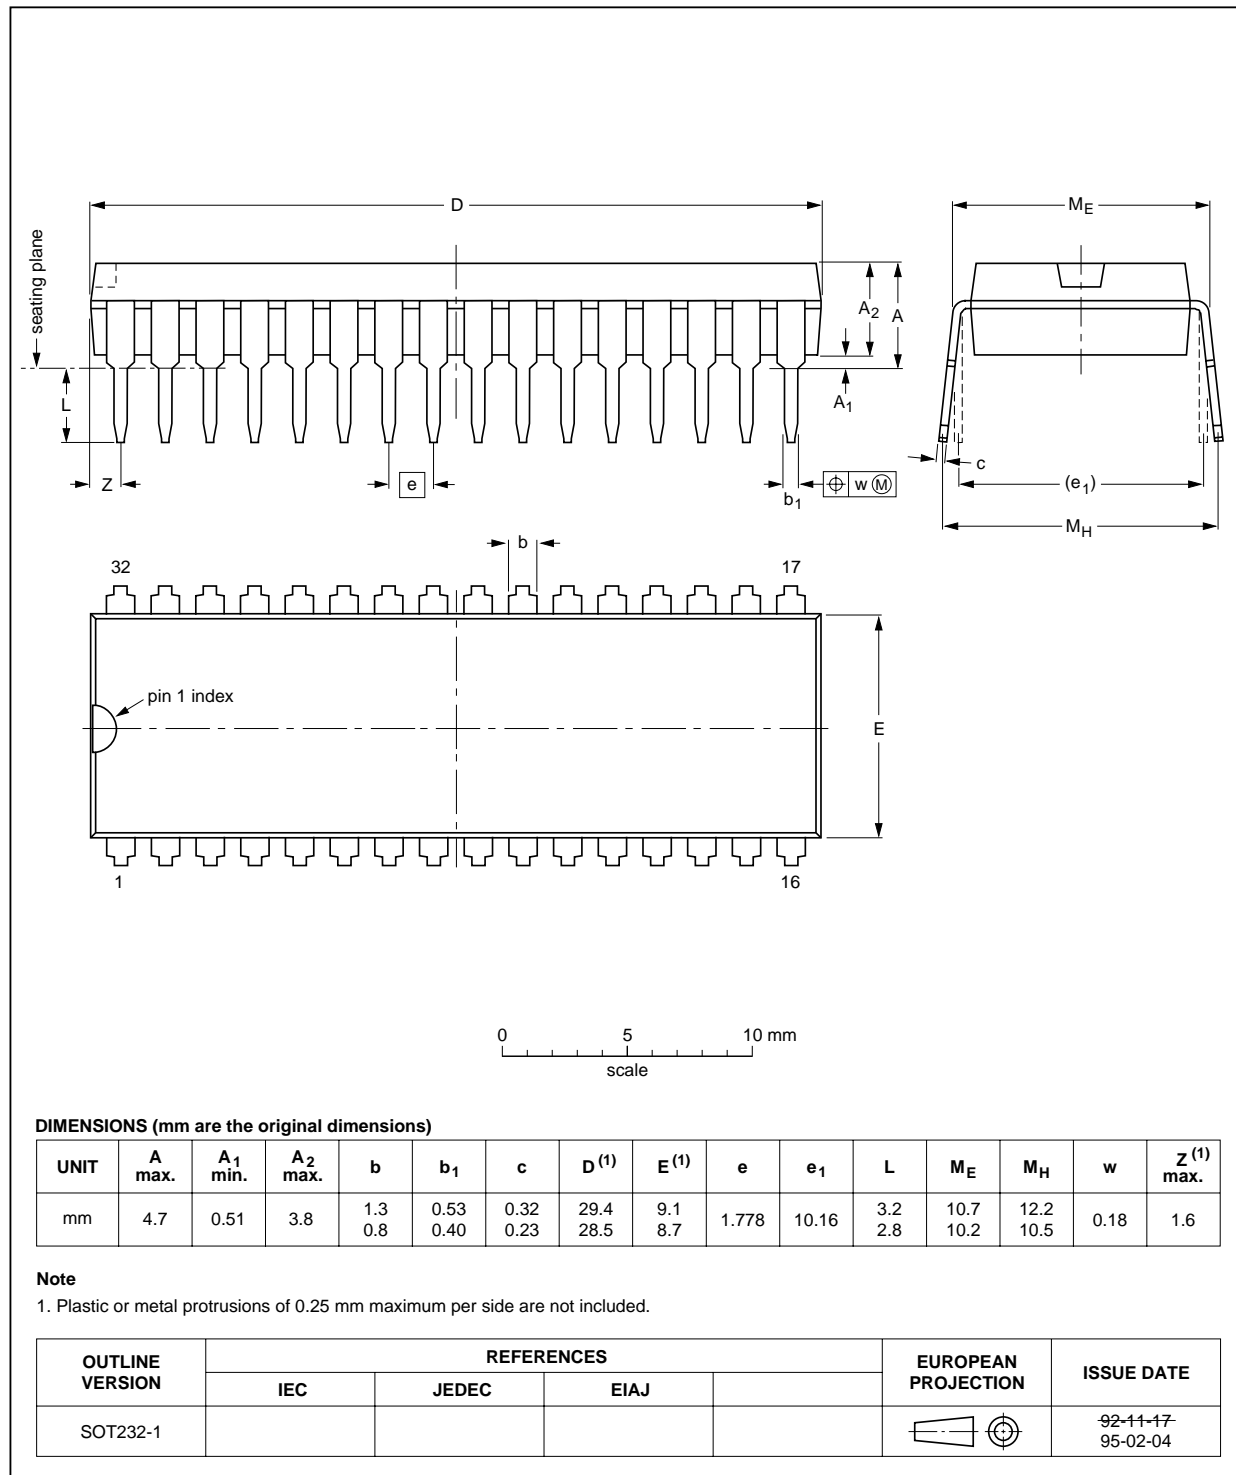 D
M_E
seating plane
A_2
A
A_1
L
Z
e
b_1
w M
c
(e_1)
M_H
b
32
17
pin 1 index
E
1
16
0
5
10 mm
scale
DIMENSIONS (mm are the original dimensions)
UNIT A max. A_1 min. A_2 max. b b_1 c D (1) E (1) e e_1 L M_E M_H w Z (1) max.
mm 4.7 0.51 3.8 1.3 0.8 0.53 0.40 0.32 0.23 29.4 28.5 9.1 8.7 1.778 10.16 3.2 2.8 10.7 10.2 12.2 10.5 0.18 1.6
Note
1. Plastic or metal protrusions of 0.25 mm maximum per side are not included.
OUTLINE VERSION
REFERENCES
IEC
JEDEC
EIAJ
EUROPEAN PROJECTION
ISSUE DATE
SOT232-1
92-11-17
95-02-04